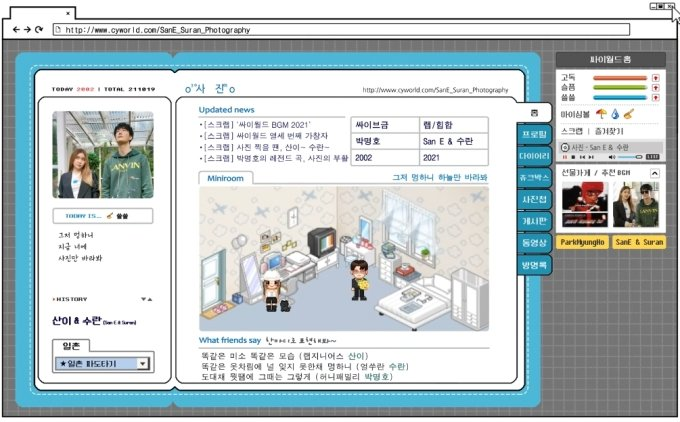 http://www.cyworld.com/SanE_Suran_Photography
TODAY 2002 | TOTAL 211019
TODAY IS... 쓸쓸
그저 멍하니
지금 너의
사진만 바라봐
HISTORY
산이 & 수란 (San E & Suran)
일촌
★일촌 파도타기
o''사 진''o
http://www.cyworld.com/SanE_Suran_Photography
Updated news
• [스크랩] '싸이월드 BGM 2021'
• [스크랩] 싸이월드 열세 번째 가창자
• [스크랩] 사진 찍을 땐, 산이~ 수란~
• [스크랩] 박명호의 레전드 곡, 사진의 부활
싸이브금 랩/힙합
박명호 San E & 수란
2002 2021
Miniroom
그저 멍하니 하늘만 바라봐
What friends say 한마디로 표현해봐~
똑같은 미소 똑같은 모습 (랩지니어스 산이)
똑같은 옷차림에 널 잊지 못한채 멍하니 (엉쑤란 수란)
도대체 뭣땜에 그때는 그렇게 (허니패밀리 박명호)
홈
프로필
다이어리
쥬크박스
사진첩
게시판
동영상
방명록
싸이월드 홈
고독
슬픔
쓸쓸
마이심볼
스크랩 | 즐겨찾기
사진 - San E & 수란
선물가게 / 추천 BGM
LANVIN
ParkMyungHo
SanE & Suran